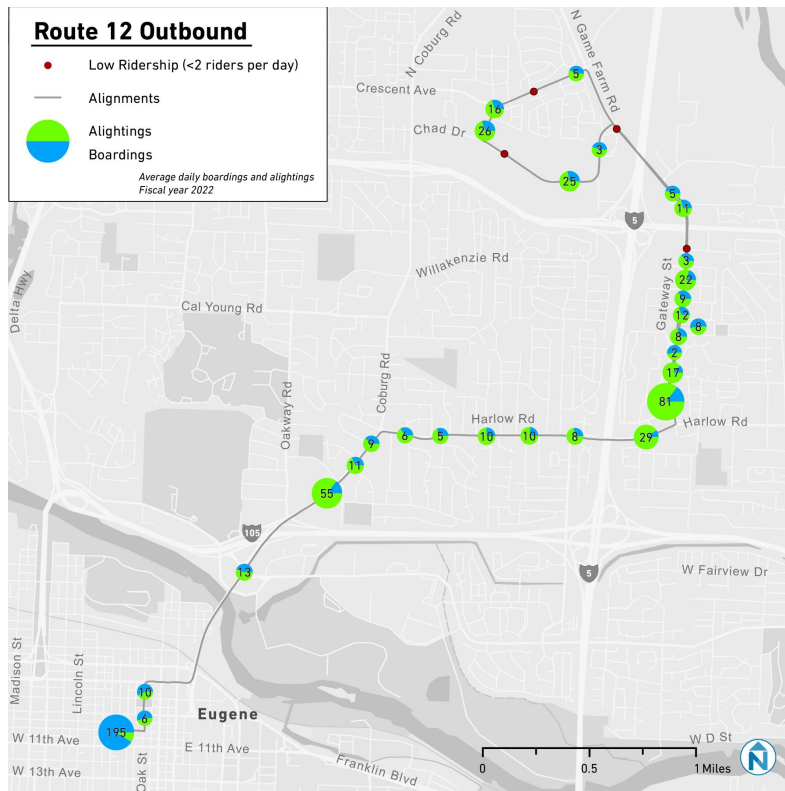 Route 12 Outbound
Low Ridership (<2 riders per day)
Alignments
Alightings
Boardings
Average daily boardings and alightings
Fiscal year 2022
N Coburg Rd
N Game Farm Rd
Crescent Ave
5
16
26
Chad Dr
3
25
5
11
5
3
Willakenzie Rd
Gateway St
22
9
12
8
8
2
17
81
Delta Hwy
Cal Young Rd
Oakway Rd
Coburg Rd
Harlow Rd
Harlow Rd
9
6
5
10
10
8
29
11
55
105
13
5
W Fairview Dr
Madison St
Lincoln St
10
6
195
Eugene
W 11th Ave
E 11th Ave
W 13th Ave
Oak St
Franklin Blvd
W D St
0
0.5
1 Miles
N